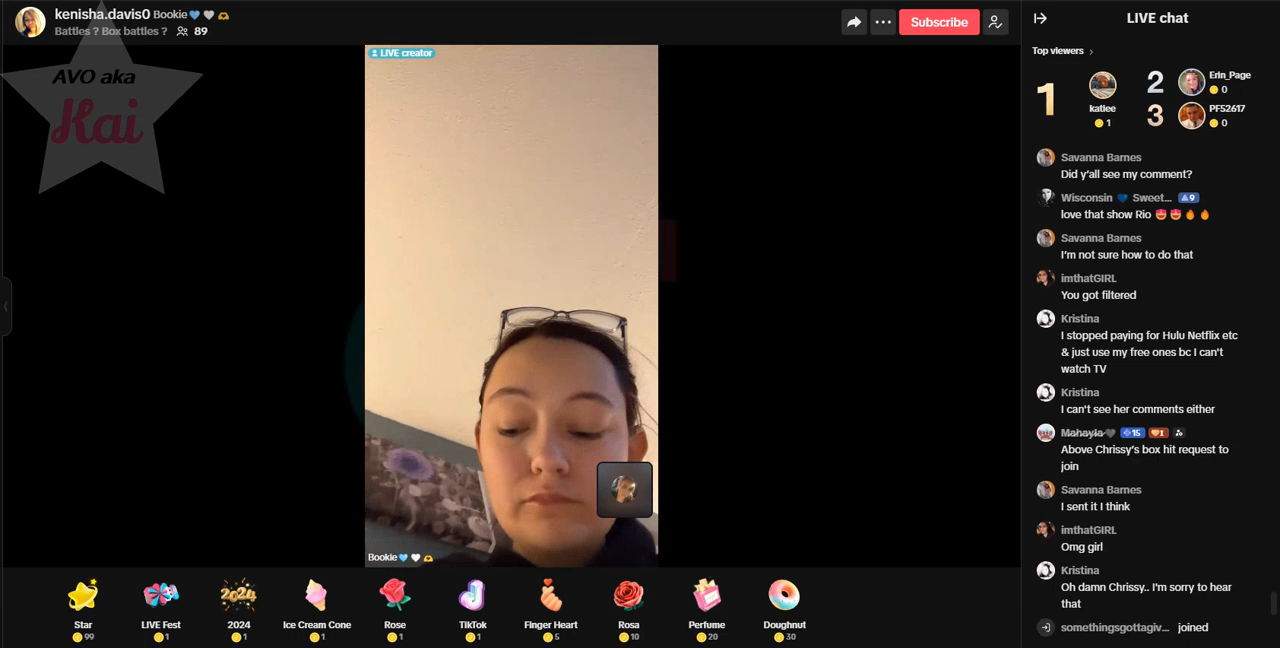 kenisha.davis0 Bookie🩵🤍🫶
Battles ? Box battles ? 89
Subscribe
AVO aka
Kai
LIVE creator
Bookie🩵🤍🫶
Star
99
LIVE Fest
1
2024
2024
1
Ice Cream Cone
1
Rose
1
TikTok
1
Finger Heart
5
Rosa
10
Perfume
20
Doughnut
30
LIVE chat
Top viewers
1
katlee
1
2
Erin_Page
0
3
PF52617
0
Savanna Barnes
Did y'all see my comment?
Wisconsin 💙 Sweet... 9
love that show Rio 😍😍🔥🔥
Savanna Barnes
I'm not sure how to do that
imthatGIRL
You got filtered
Kristina
I stopped paying for Hulu Netflix etc
& just use my free ones bc I can't
watch TV
Kristina
I can't see her comments either
Mahayla🖤 15 I
Above Chrissy's box hit request to
join
Savanna Barnes
I sent it I think
imthatGIRL
Omg girl
Kristina
Oh damn Chrissy.. I'm sorry to hear
that
somethingsgottagiv... joined